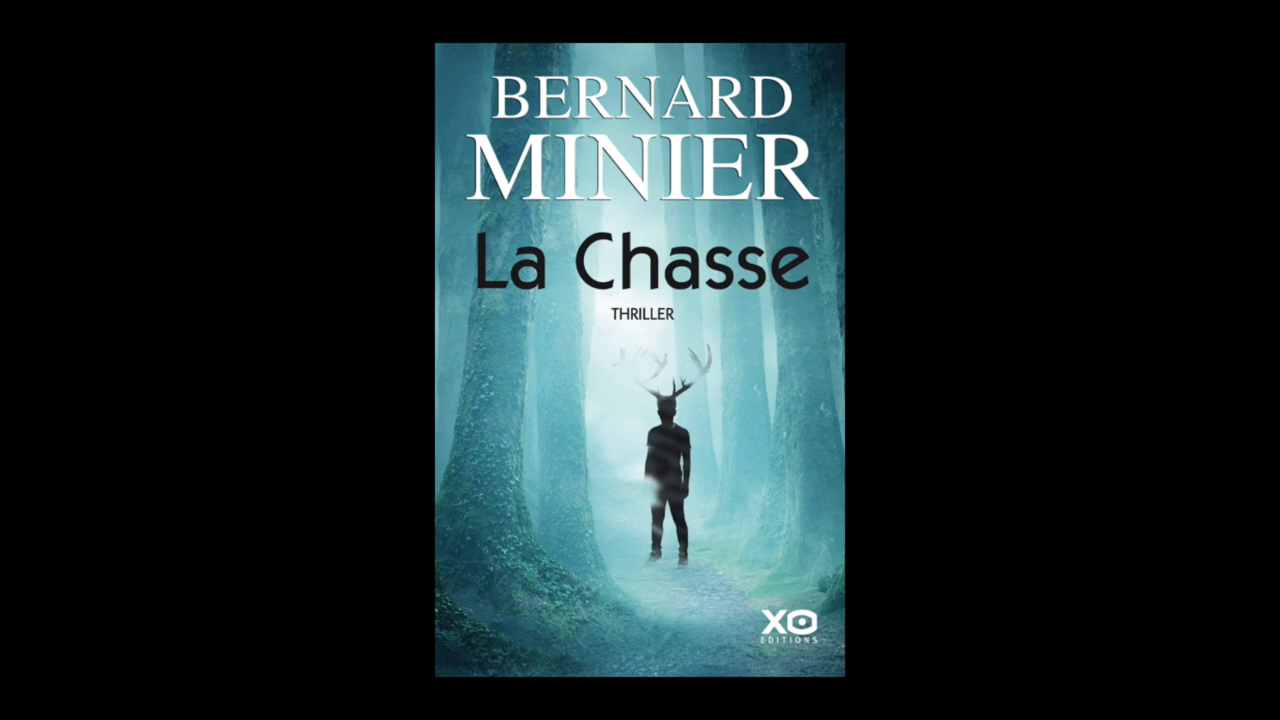 BERNARD
MINIER
La Chasse
THRILLER
XO
EDITIONS